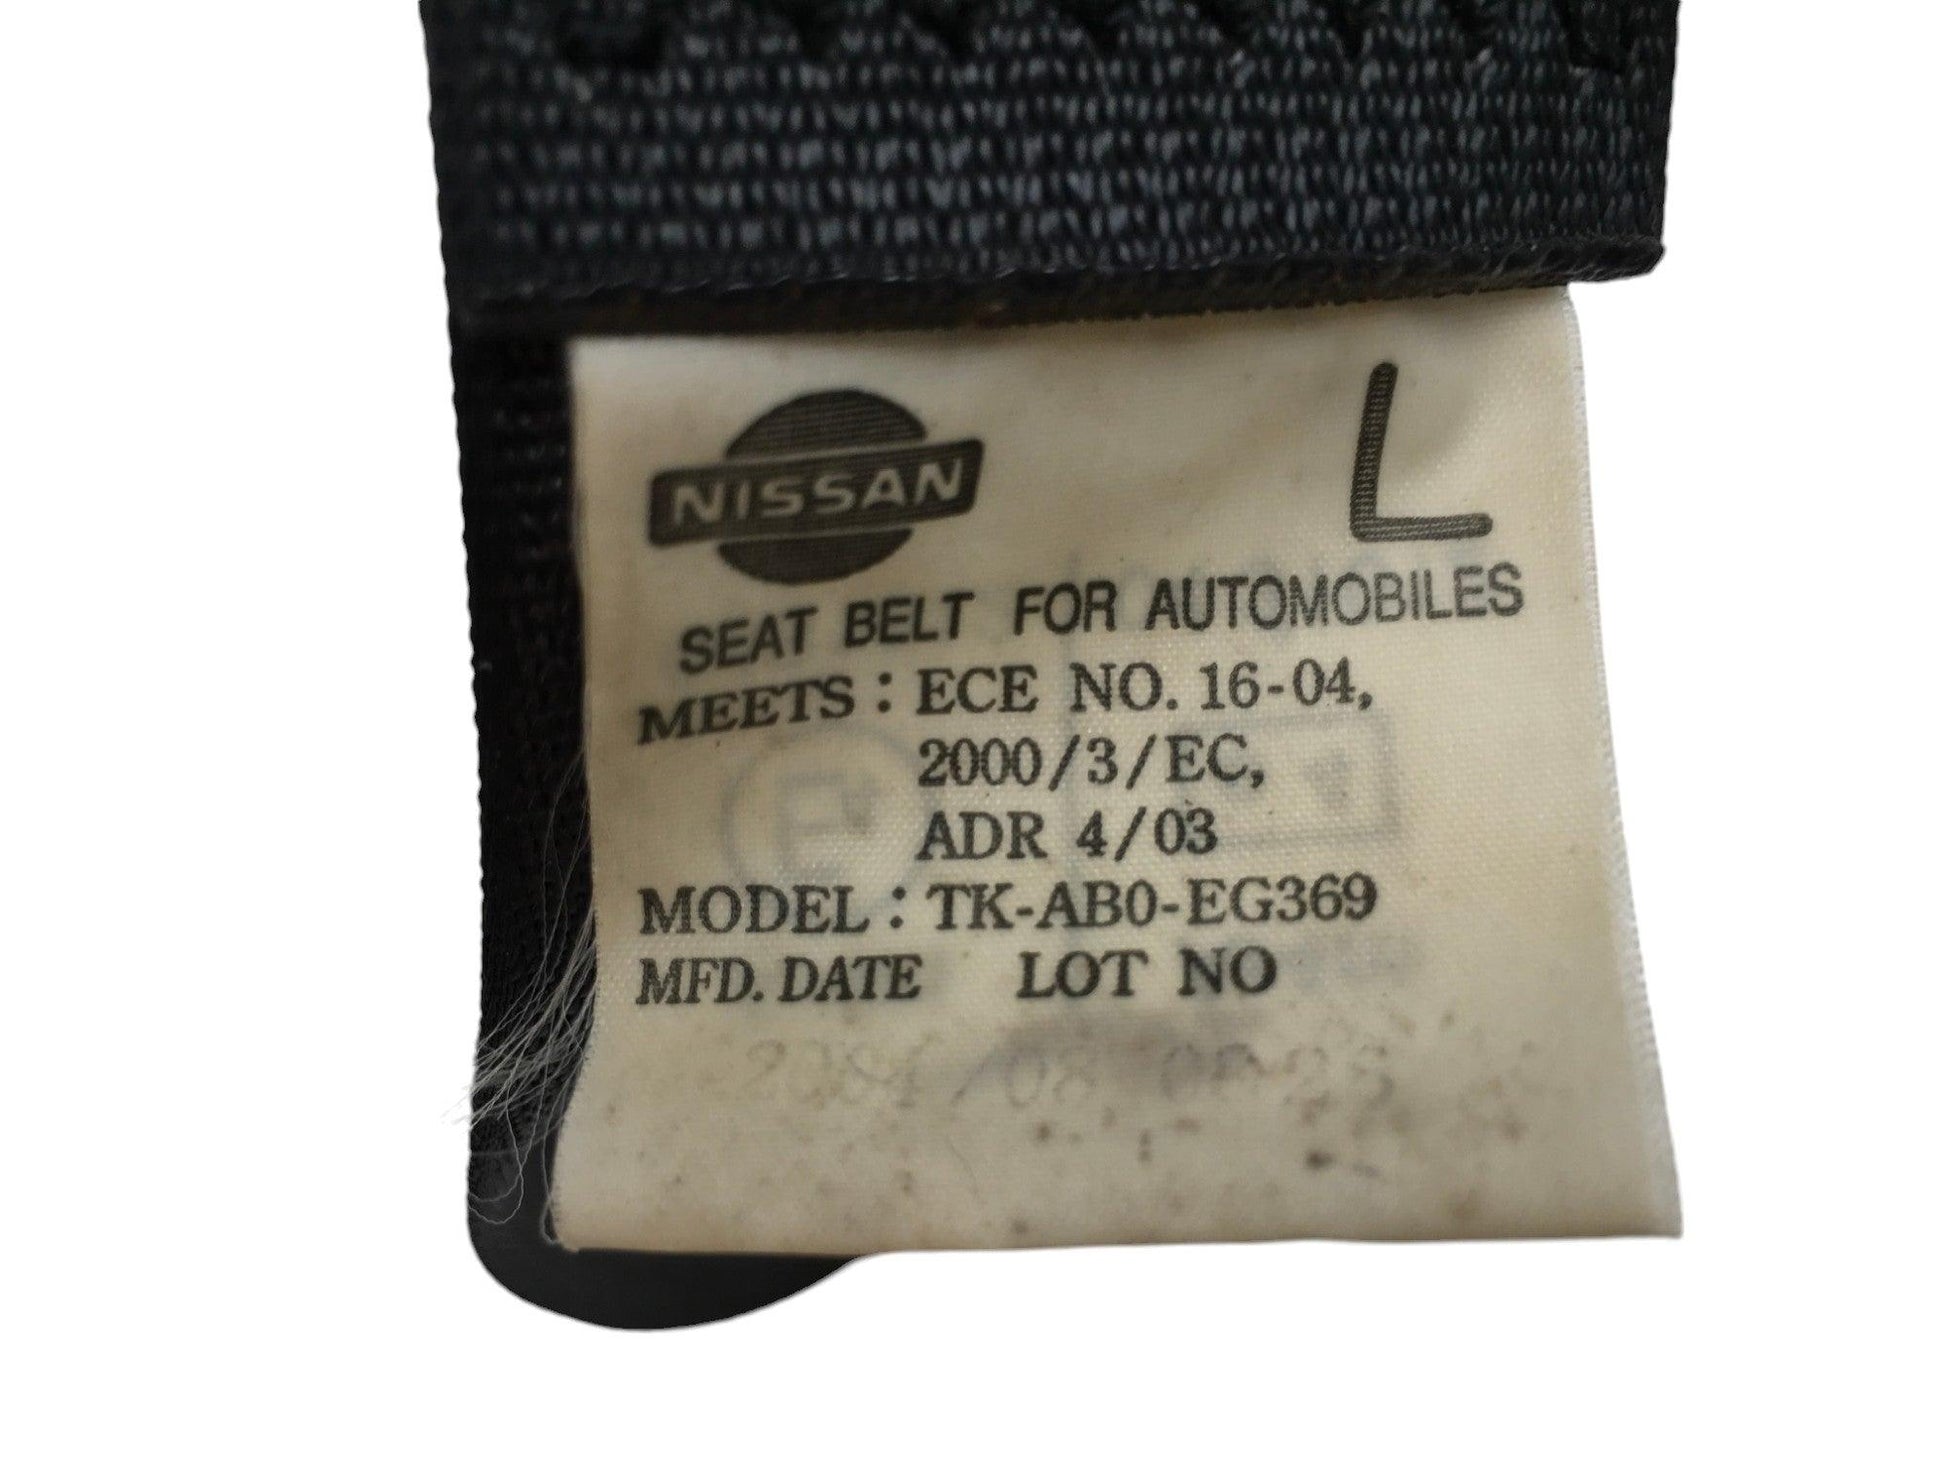 NISSAN
L
SEAT BELT FOR AUTOMOBILES
MEETS : ECE NO. 16-04,
2000/3/EC,
ADR 4/03
MODEL : TK-AB0-EG369
MFD. DATE LOT NO